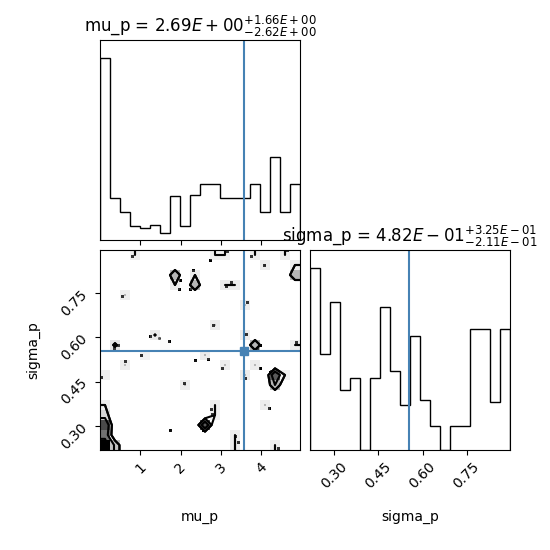 mu_p = 2.69E + 00+1.66E+00−2.62E+00
sigma_p = 4.82E − 01+3.25E−01−2.11E−01
sigma_p
0.75
0.60
0.45
0.30
1
2
3
4
mu_p
0.30
0.45
0.60
0.75
sigma_p